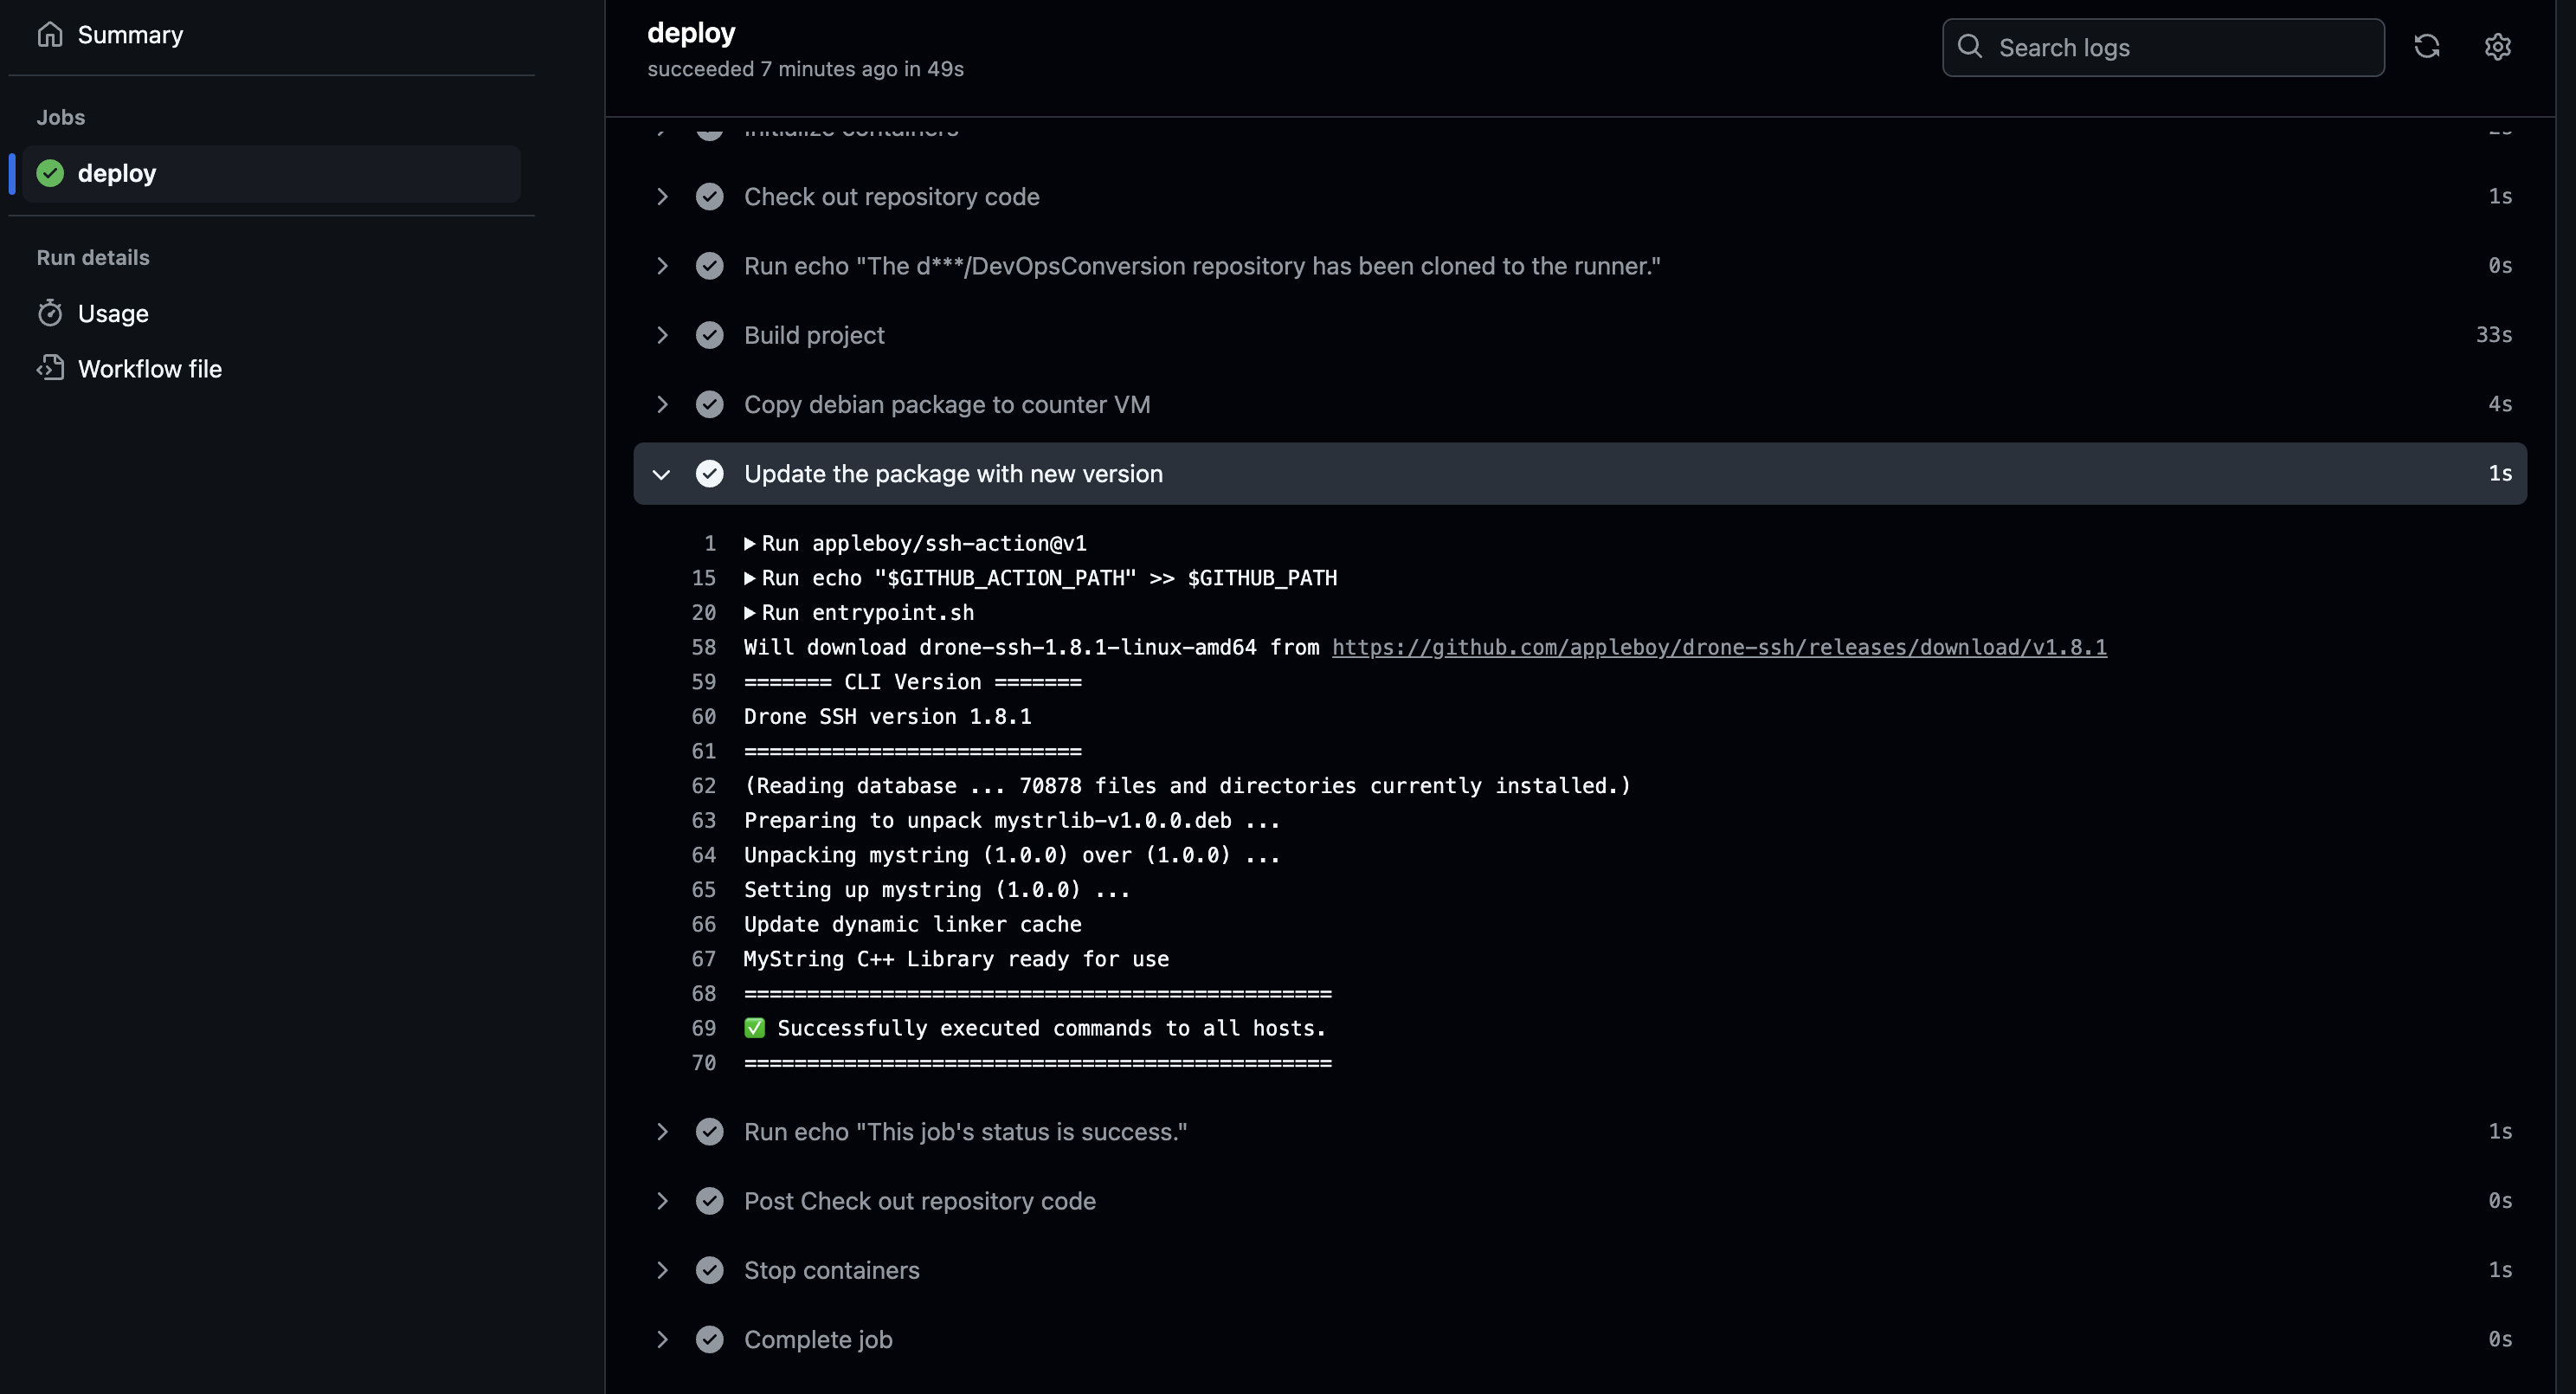 Summary
Jobs
deploy
Run details
Usage
Workflow file
deploy
succeeded 7 minutes ago in 49s
Search logs
Initialize containers 2s
Check out repository code 1s
Run echo "The d***/DevOpsConversion repository has been cloned to the runner." 0s
Build project 33s
Copy debian package to counter VM 4s
Update the package with new version 1s
1 Run appleboy/ssh-action@v1
15 Run echo "$GITHUB_ACTION_PATH" >> $GITHUB_PATH
20 Run entrypoint.sh
58 Will download drone-ssh-1.8.1-linux-amd64 from https://github.com/appleboy/drone-ssh/releases/download/v1.8.1
59 ======= CLI Version =======
60 Drone SSH version 1.8.1
61 ===========================
62 (Reading database ... 70878 files and directories currently installed.)
63 Preparing to unpack mystrlib-v1.0.0.deb ...
64 Unpacking mystring (1.0.0) over (1.0.0) ...
65 Setting up mystring (1.0.0) ...
66 Update dynamic linker cache
67 MyString C++ Library ready for use
68 ===============================================
69 ✅ Successfully executed commands to all hosts.
70 ===============================================
Run echo "This job's status is success." 1s
Post Check out repository code 0s
Stop containers 1s
Complete job 0s